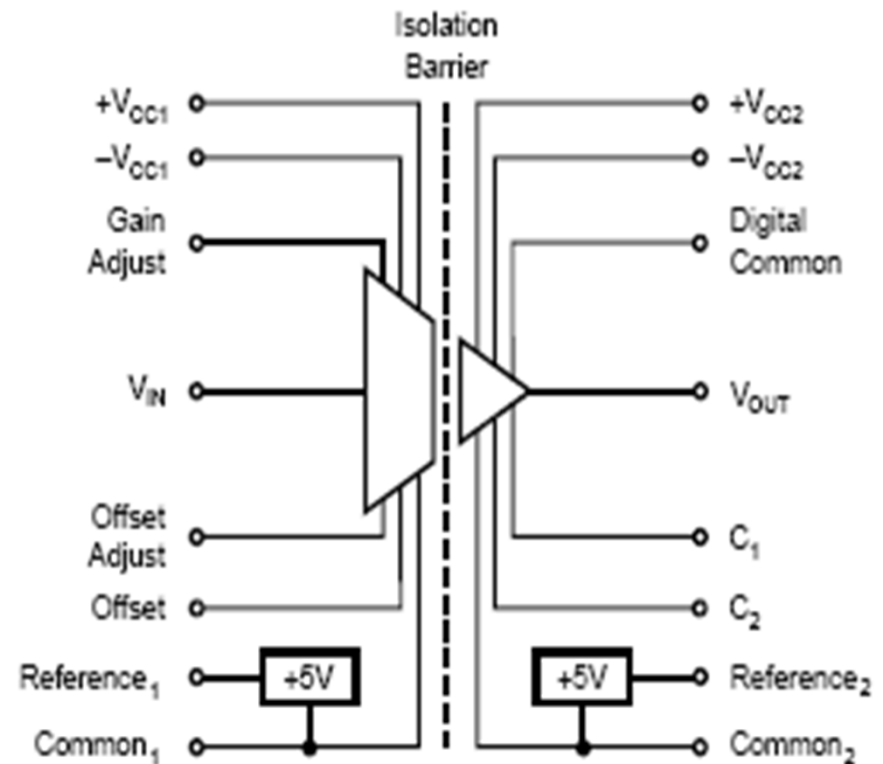 Isolation
Barrier
+VCC1
–VCC1
Gain
Adjust
VIN
Offset
Adjust
Offset
Reference1
+5V
Common1
+VCC2
–VCC2
Digital
Common
VOUT
C1
C2
+5V
Reference2
Common2